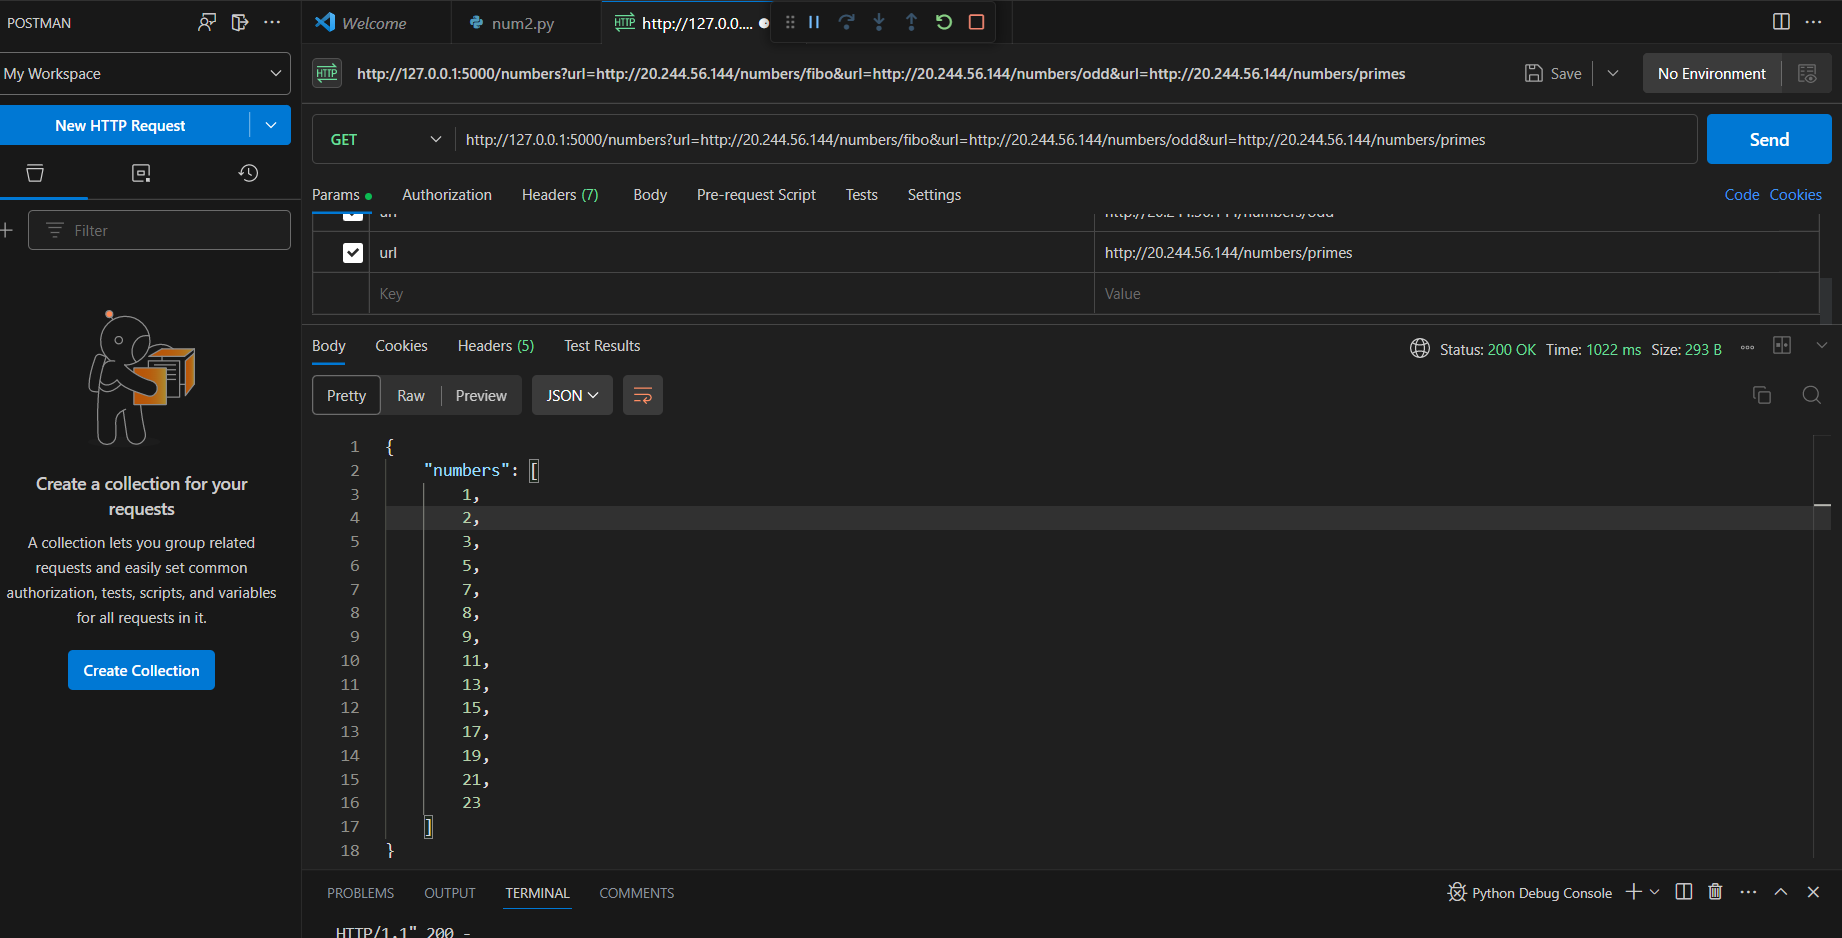 POSTMAN
My Workspace
New HTTP Request
Filter
Create a collection for your
requests
A collection lets you group related
requests and easily set common
authorization, tests, scripts, and variables
for all requests in it.
Create Collection
Welcome
num2.py
HTTP http://127.0.0....
HTTP http://127.0.0.1:5000/numbers?url=http://20.244.56.144/numbers/fibo&url=http://20.244.56.144/numbers/odd&url=http://20.244.56.144/numbers/primes
Save
No Environment
GET http://127.0.0.1:5000/numbers?url=http://20.244.56.144/numbers/fibo&url=http://20.244.56.144/numbers/odd&url=http://20.244.56.144/numbers/primes
Send
Params Authorization Headers (7) Body Pre-request Script Tests Settings Code Cookies
url http://20.244.56.144/numbers/odd
url http://20.244.56.144/numbers/primes
Key Value
Body Cookies Headers (5) Test Results
Status: 200 OK Time: 1022 ms Size: 293 B
Pretty Raw Preview JSON
1 {
2 "numbers": [
3 1,
4 2,
5 3,
6 5,
7 7,
8 8,
9 9,
10 11,
11 13,
12 15,
13 17,
14 19,
15 21,
16 23
17 ]
18 }
PROBLEMS OUTPUT TERMINAL COMMENTS
Python Debug Console
HTTP/1.1" 200 -